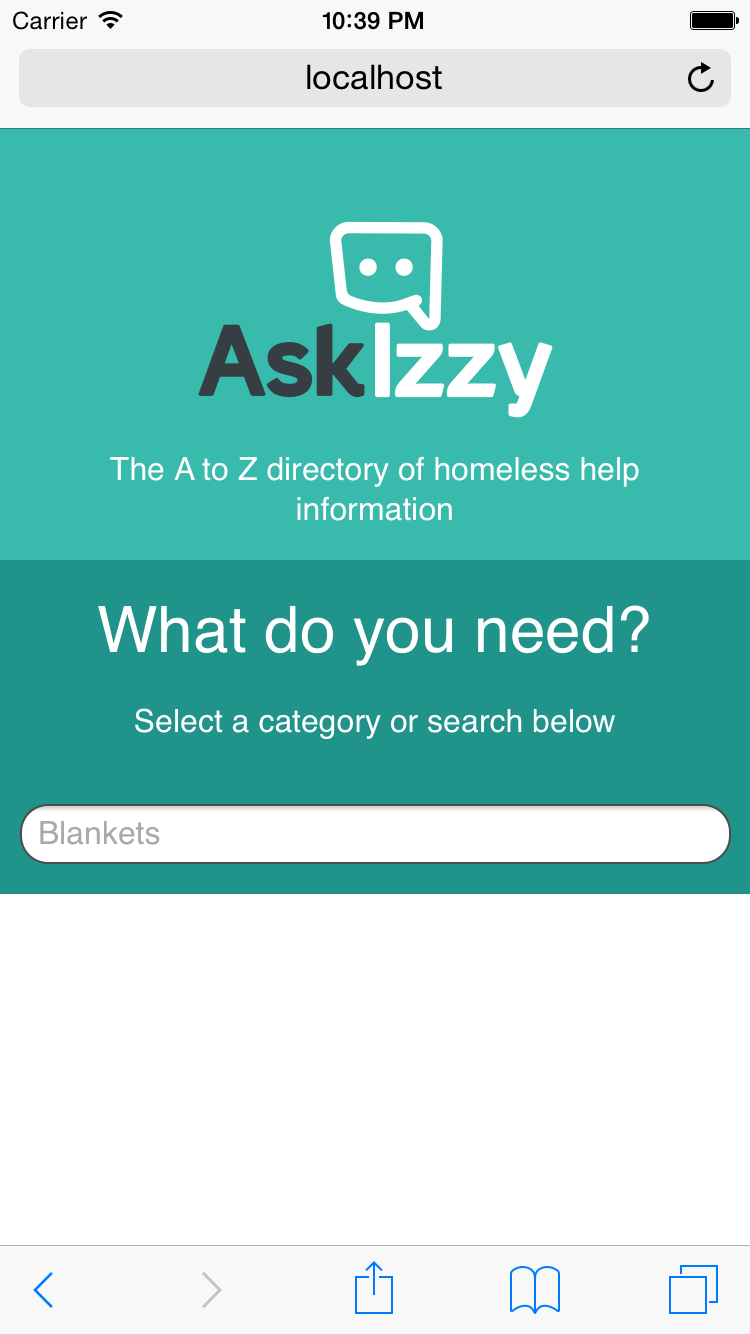 Carrier 10:39 PM
localhost
AskIzzy
The A to Z directory of homeless help
information
What do you need?
Select a category or search below
Blankets